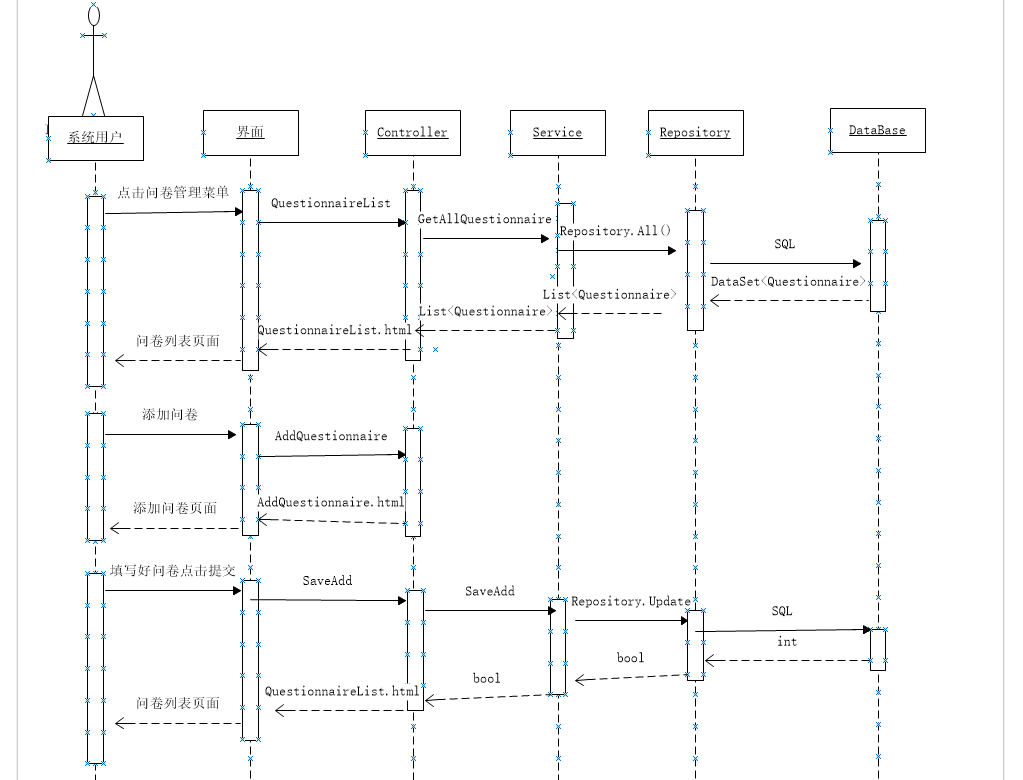 系统用户
界面
Controller
Service
Repository
DataBase
点击问卷管理菜单
QuestionnaireList
GetAllQuestionnaire
Repository.All()
SQL
DataSet<Questionnaire>
List<Questionnaire>
List<Questionnaire>
QuestionnaireList.html
问卷列表页面
添加问卷
AddQuestionnaire
AddQuestionnaire.html
添加问卷页面
填写好问卷点击提交
SaveAdd
SaveAdd
Repository.Update
SQL
int
bool
bool
QuestionnaireList.html
问卷列表页面